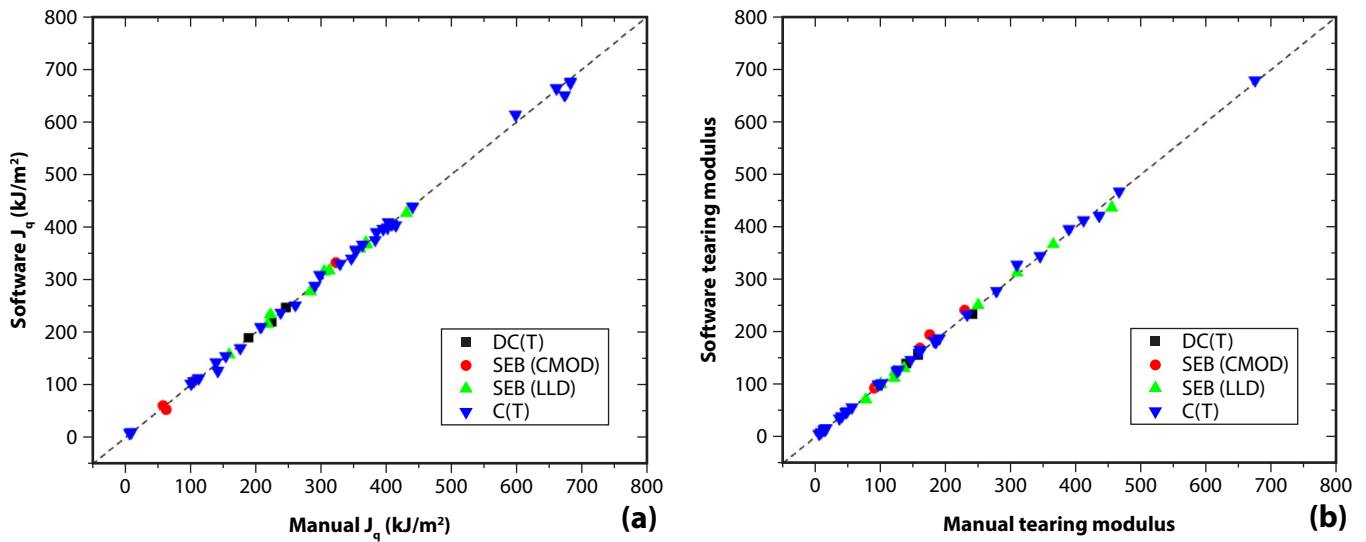 800
700
600
500
400
300
200
100
0
Software Jq (kJ/m²)
0 100 200 300 400 500 600 700 800
Manual Jq (kJ/m²)
DC(T)
SEB (CMOD)
SEB (LLD)
C(T)
(a)
800
700
600
500
400
300
200
100
0
Software tearing modulus
0 100 200 300 400 500 600 700 800
Manual tearing modulus
DC(T)
SEB (CMOD)
SEB (LLD)
C(T)
(b)